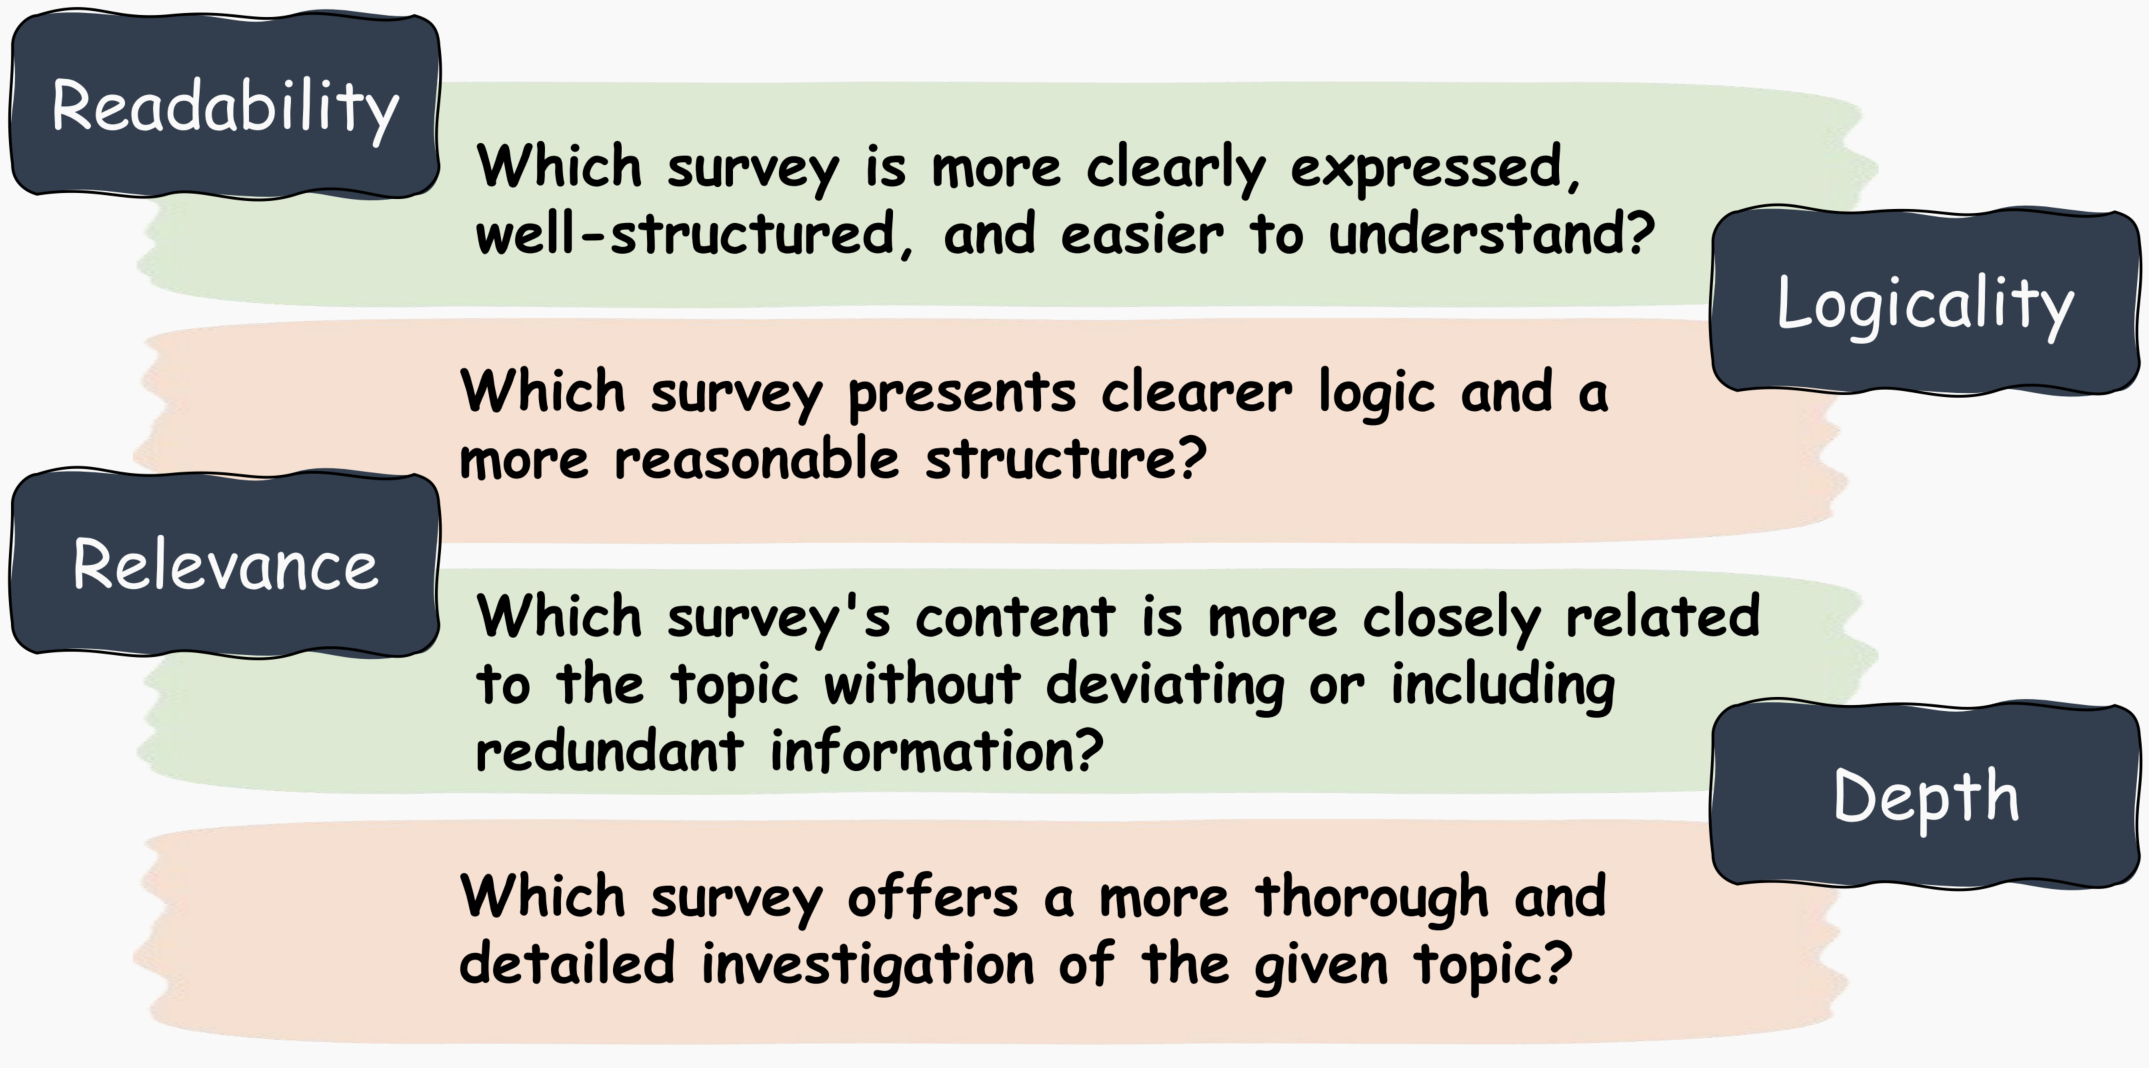 Readability
Which survey is more clearly expressed,
well-structured, and easier to understand?
Logicality
Which survey presents clearer logic and a
more reasonable structure?
Relevance
Which survey's content is more closely related
to the topic without deviating or including
redundant information?
Depth
Which survey offers a more thorough and
detailed investigation of the given topic?